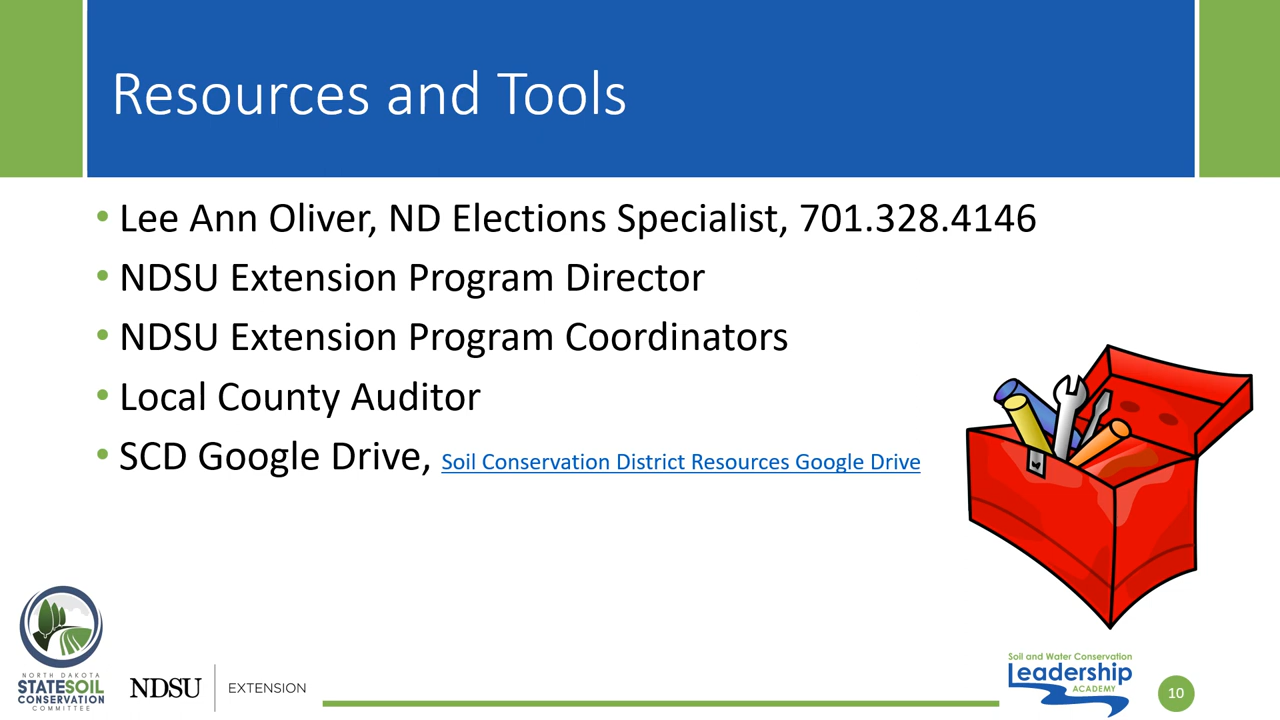 Resources and Tools
• Lee Ann Oliver, ND Elections Specialist, 701.328.4146
• NDSU Extension Program Director
• NDSU Extension Program Coordinators
• Local County Auditor
• SCD Google Drive, Soil Conservation District Resources Google Drive
NORTH DAKOTA
STATESOIL
CONSERVATION
COMMITTEE
NDSU EXTENSION
Soil and Water Conservation
Leadership
ACADEMY
10